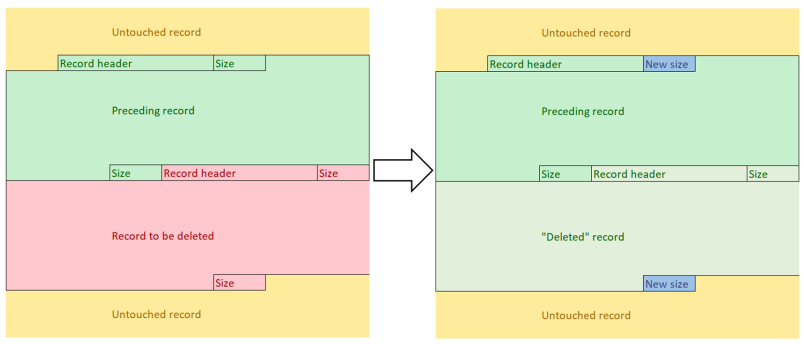 Untouched record
Record header
Size
Preceding record
Size
Record header
Size
Record to be deleted
Size
Untouched record
Untouched record
Record header
New size
Preceding record
Size
Record header
Size
"Deleted" record
New size
Untouched record